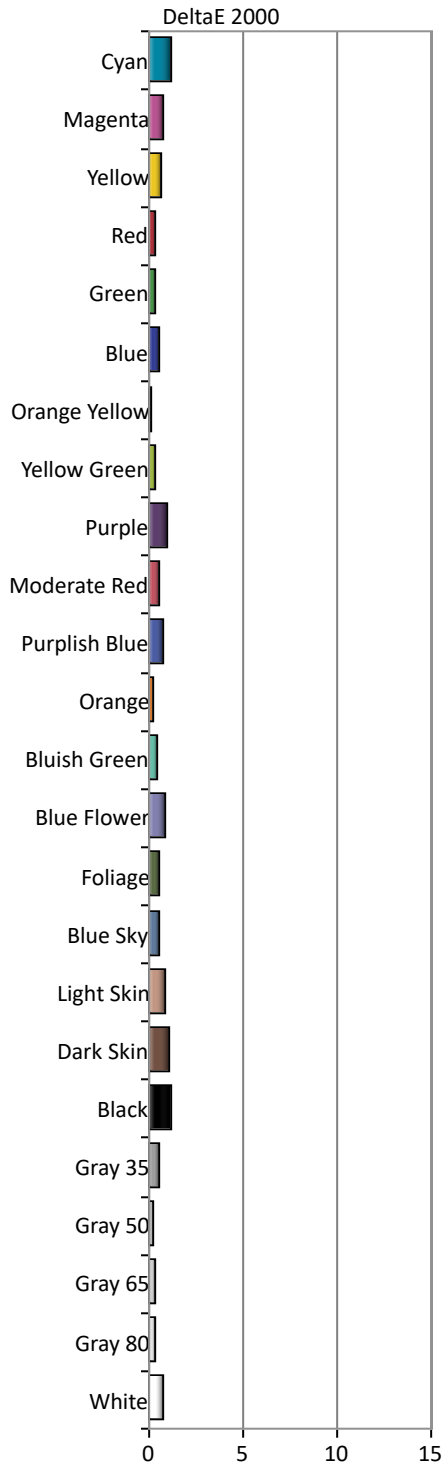 DeltaE 2000
Cyan
Magenta
Yellow
Red
Green
Blue
Orange Yellow
Yellow Green
Purple
Moderate Red
Purplish Blue
Orange
Bluish Green
Blue Flower
Foliage
Blue Sky
Light Skin
Dark Skin
Black
Gray 35
Gray 50
Gray 65
Gray 80
White
0 5 10 15